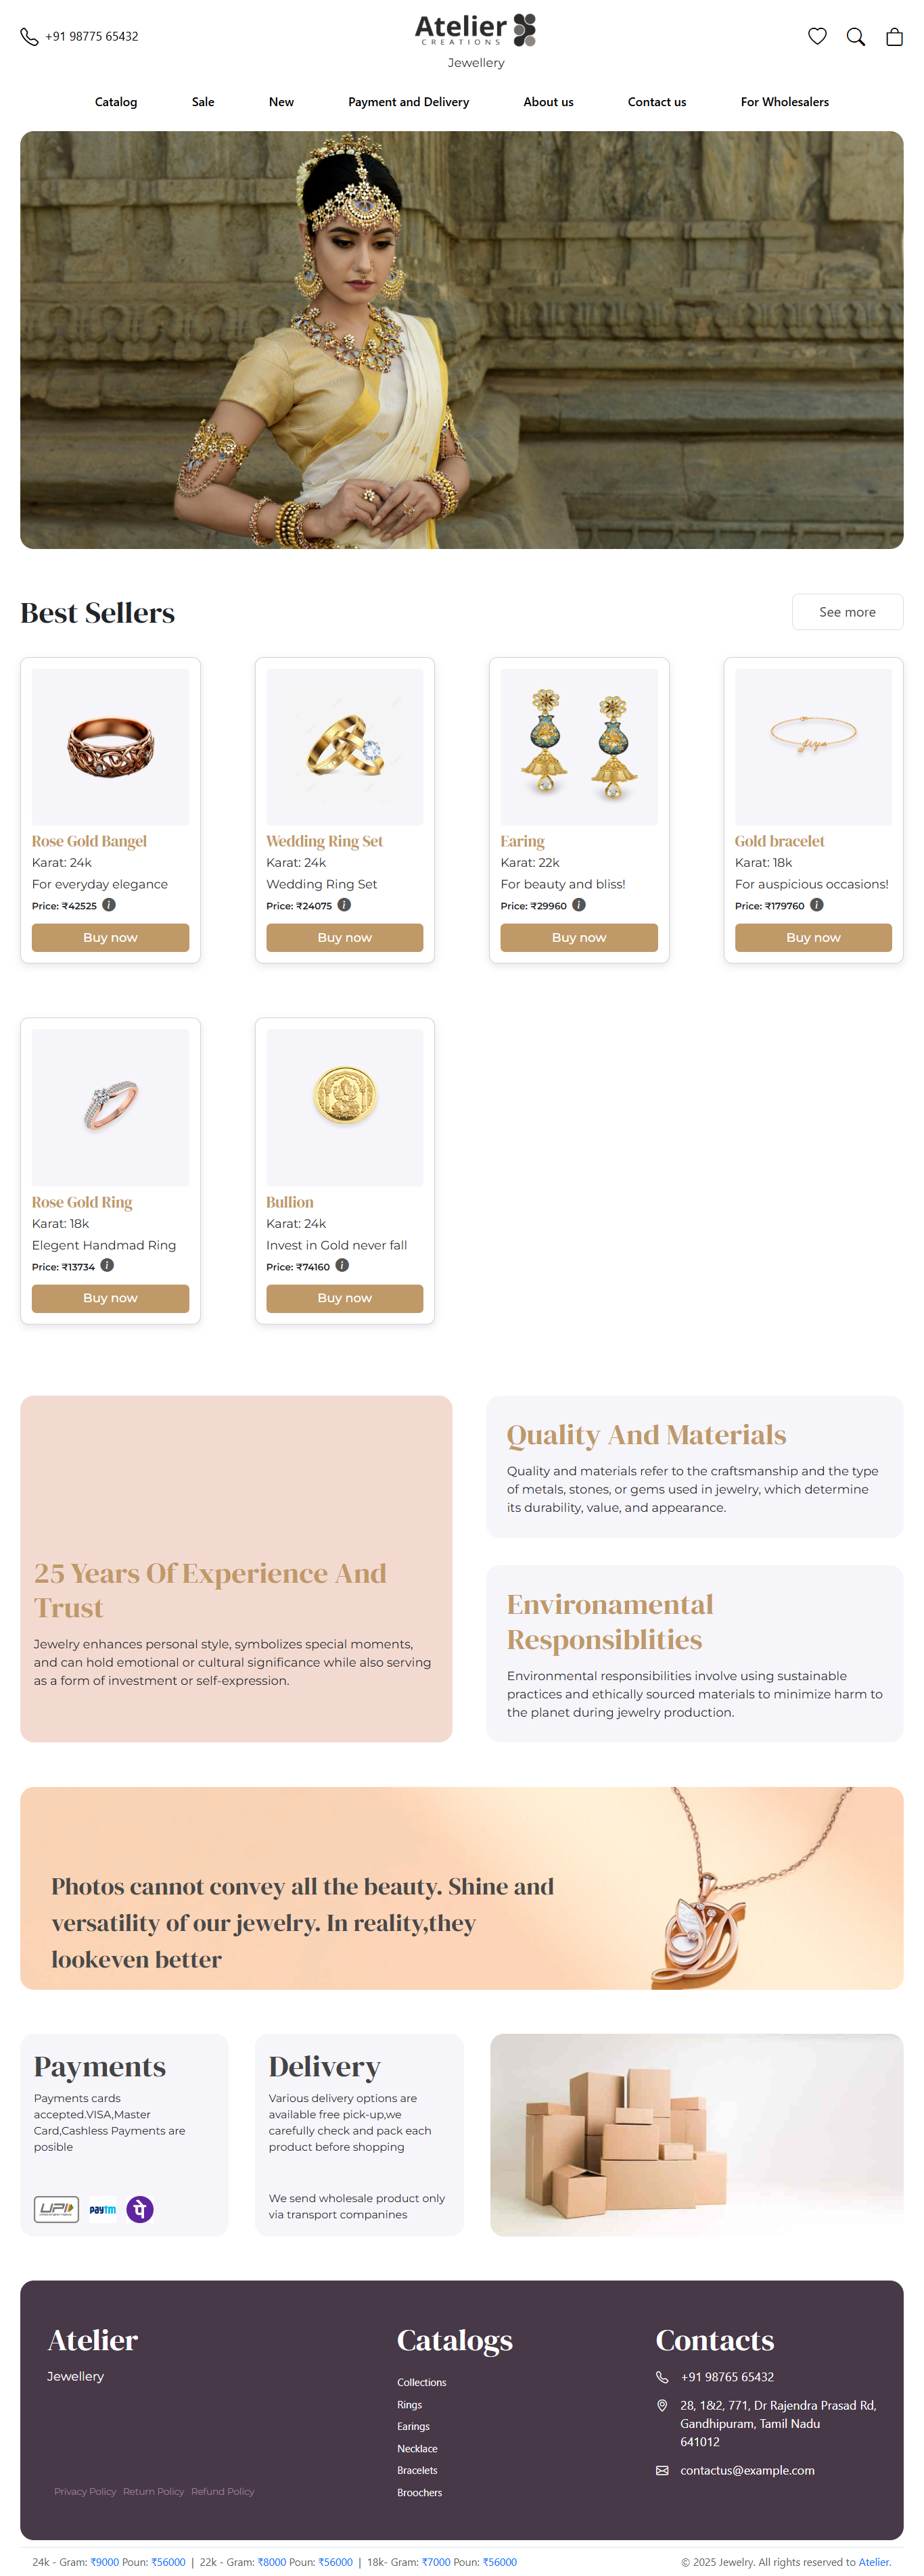 +91 98775 65432
Atelier
CREATIONS
Jewellery
Catalog Sale New Payment and Delivery About us Contact us For Wholesalers
Best Sellers
See more
Rose Gold Bangel
Karat: 24k
For everyday elegance
Price: ₹42525
Buy now
Wedding Ring Set
Karat: 24k
Wedding Ring Set
Price: ₹24075
Buy now
Earing
Karat: 22k
For beauty and bliss!
Price: ₹29960
Buy now
Gold bracelet
Karat: 18k
For auspicious occasions!
Price: ₹179760
Buy now
Rose Gold Ring
Karat: 18k
Elegent Handmad Ring
Price: ₹13734
Buy now
Bullion
Karat: 24k
Invest in Gold never fall
Price: ₹74160
Buy now
25 Years Of Experience And
Trust
Jewelry enhances personal style, symbolizes special moments,
and can hold emotional or cultural significance while also serving
as a form of investment or self-expression.
Quality And Materials
Quality and materials refer to the craftsmanship and the type
of metals, stones, or gems used in jewelry, which determine
its durability, value, and appearance.
Environamental
Responsiblities
Environmental responsibilities involve using sustainable
practices and ethically sourced materials to minimize harm to
the planet during jewelry production.
Photos cannot convey all the beauty. Shine and
versatility of our jewelry. In reality,they
lookeven better
Payments
Payments cards
accepted.VISA,Master
Card,Cashless Payments are
posible
UPI paytm पे
Delivery
Various delivery options are
available free pick-up,we
carefully check and pack each
product before shopping
We send wholesale product only
via transport companines
Atelier
Jewellery
Privacy Policy Return Policy Refund Policy
Catalogs
Collections
Rings
Earings
Necklace
Bracelets
Broochers
Contacts
+91 98765 65432
28, 1&2, 771, Dr Rajendra Prasad Rd,
Gandhipuram, Tamil Nadu
641012
contactus@example.com
24k - Gram: ₹9000 Poun: ₹56000 | 22k - Gram: ₹8000 Poun: ₹56000 | 18k- Gram: ₹7000 Poun: ₹56000
© 2025 Jewelry. All rights reserved to Atelier.